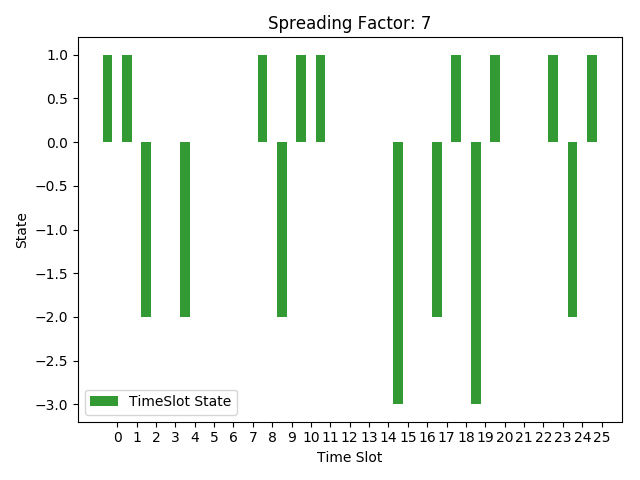 Spreading Factor: 7
1.0
0.5
0.0
−0.5
−1.0
−1.5
−2.0
−2.5
−3.0
State
TimeSlot State
0 1 2 3 4 5 6 7 8 9 10 11 12 13 14 15 16 17 18 19 20 21 22 23 24 25
Time Slot